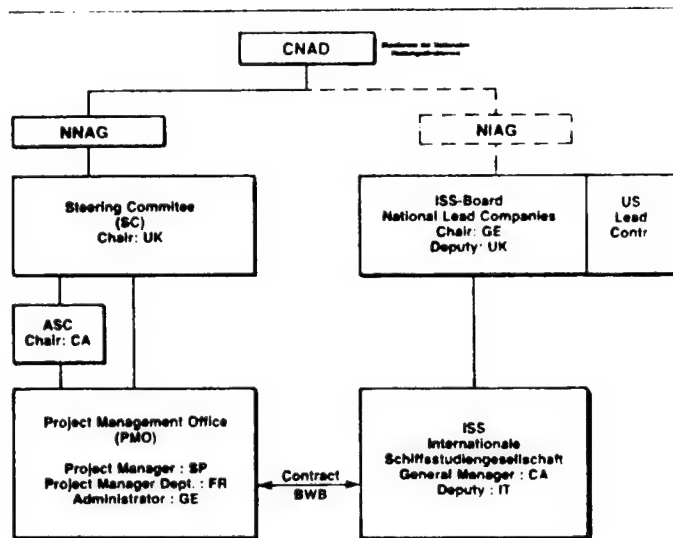 CNAD
NNAG
NIAG
Steering Commitee
(SC)
Chair: UK
ISS-Board
National Lead Companies
Chair: GE
Deputy: UK
US
Lead
Contr
ASC
Chair: CA
Project Management Office
(PMO)
Project Manager : SP
Project Manager Dept. : FR
Administrator : GE
Contract
BWB
ISS
Internationale
Schiffsstudiengesellschaft
General Manager : CA
Deputy : IT